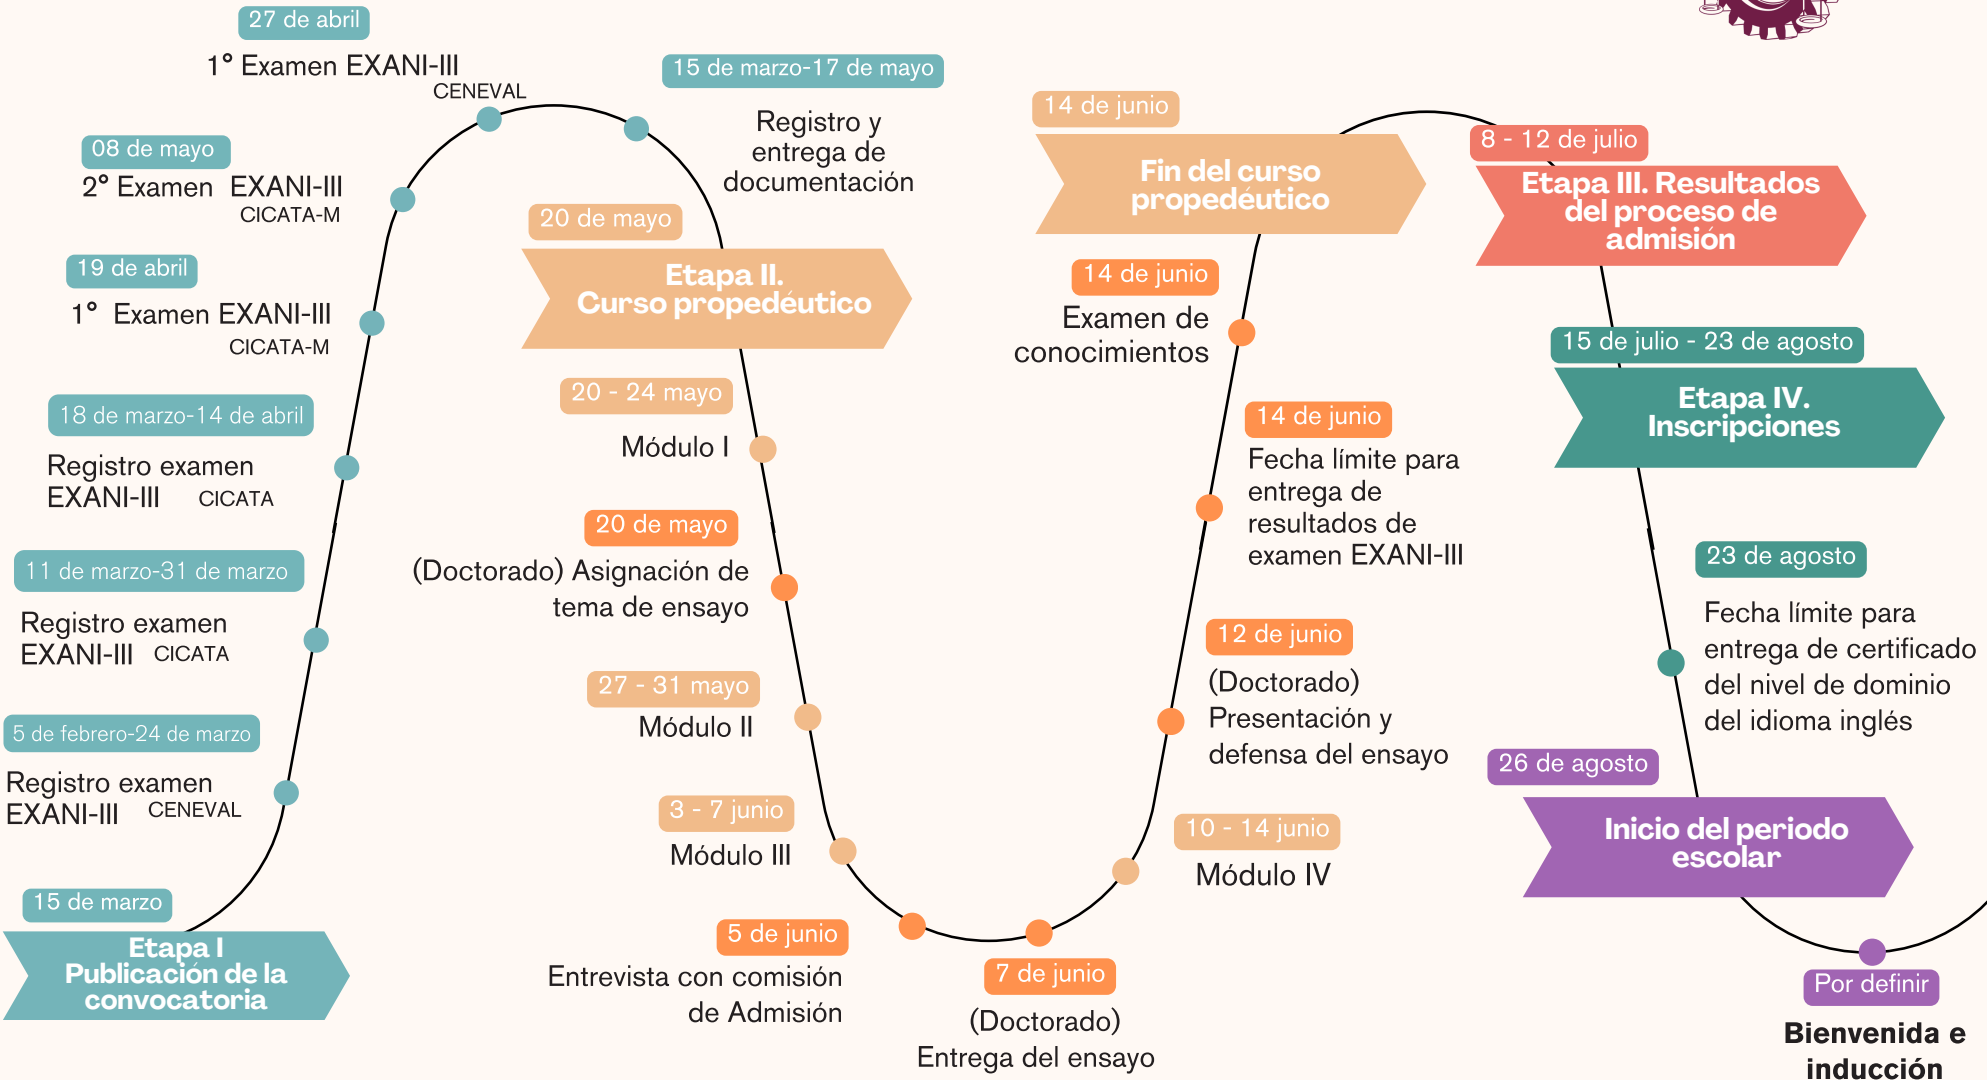 15 de marzo
Etapa I
Publicación de la
convocatoria
5 de febrero-24 de marzo
Registro examen
EXANI-III CENEVAL
11 de marzo-31 de marzo
Registro examen
EXANI-III CICATA
18 de marzo-14 de abril
Registro examen
EXANI-III CICATA
19 de abril
1° Examen EXANI-III
CICATA-M
08 de mayo
2° Examen EXANI-III
CICATA-M
27 de abril
1° Examen EXANI-III
CENEVAL
15 de marzo-17 de mayo
Registro y
entrega de
documentación
20 de mayo
Etapa II.
Curso propedéutico
20 - 24 mayo
Módulo I
20 de mayo
(Doctorado) Asignación de
tema de ensayo
27 - 31 mayo
Módulo II
3 - 7 junio
Módulo III
5 de junio
Entrevista con comisión
de Admisión
7 de junio
(Doctorado)
Entrega del ensayo
10 - 14 junio
Módulo IV
12 de junio
(Doctorado)
Presentación y
defensa del ensayo
14 de junio
Fecha límite para
entrega de
resultados de
examen EXANI-III
14 de junio
Examen de
conocimientos
14 de junio
Fin del curso
propedéutico
8 - 12 de julio
Etapa III. Resultados
del proceso de
admisión
15 de julio - 23 de agosto
Etapa IV.
Inscripciones
23 de agosto
Fecha límite para
entrega de certificado
del nivel de dominio
del idioma inglés
26 de agosto
Inicio del periodo
escolar
Por definir
Bienvenida e
inducción